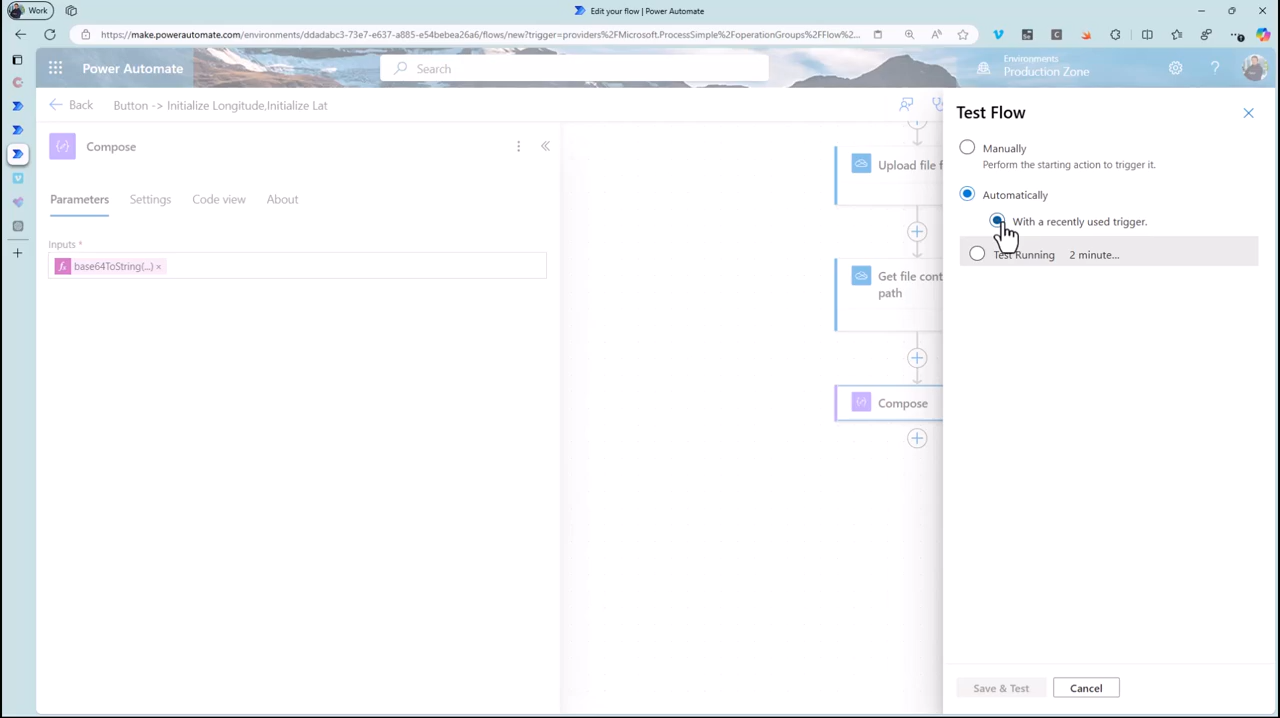 Work
Edit your flow | Power Automate
https://make.powerautomate.com/environments/ddadabc3-73e7-e637-a885-e54bebea26a6/flows/new?trigger=providers%2FMicrosoft.ProcessSimple%2FoperationGroups%2FFlow%2...
Power Automate
Search
Environments
Production Zone
Back
Button -> Initialize Longitude,Initialize Lat
Compose
Parameters
Settings
Code view
About
Inputs *
base64ToString(...) ×
Upload file f
Get file cont
path
Compose
Test Flow
Manually
Perform the starting action to trigger it.
Automatically
With a recently used trigger.
Test Running 2 minute...
Save & Test
Cancel